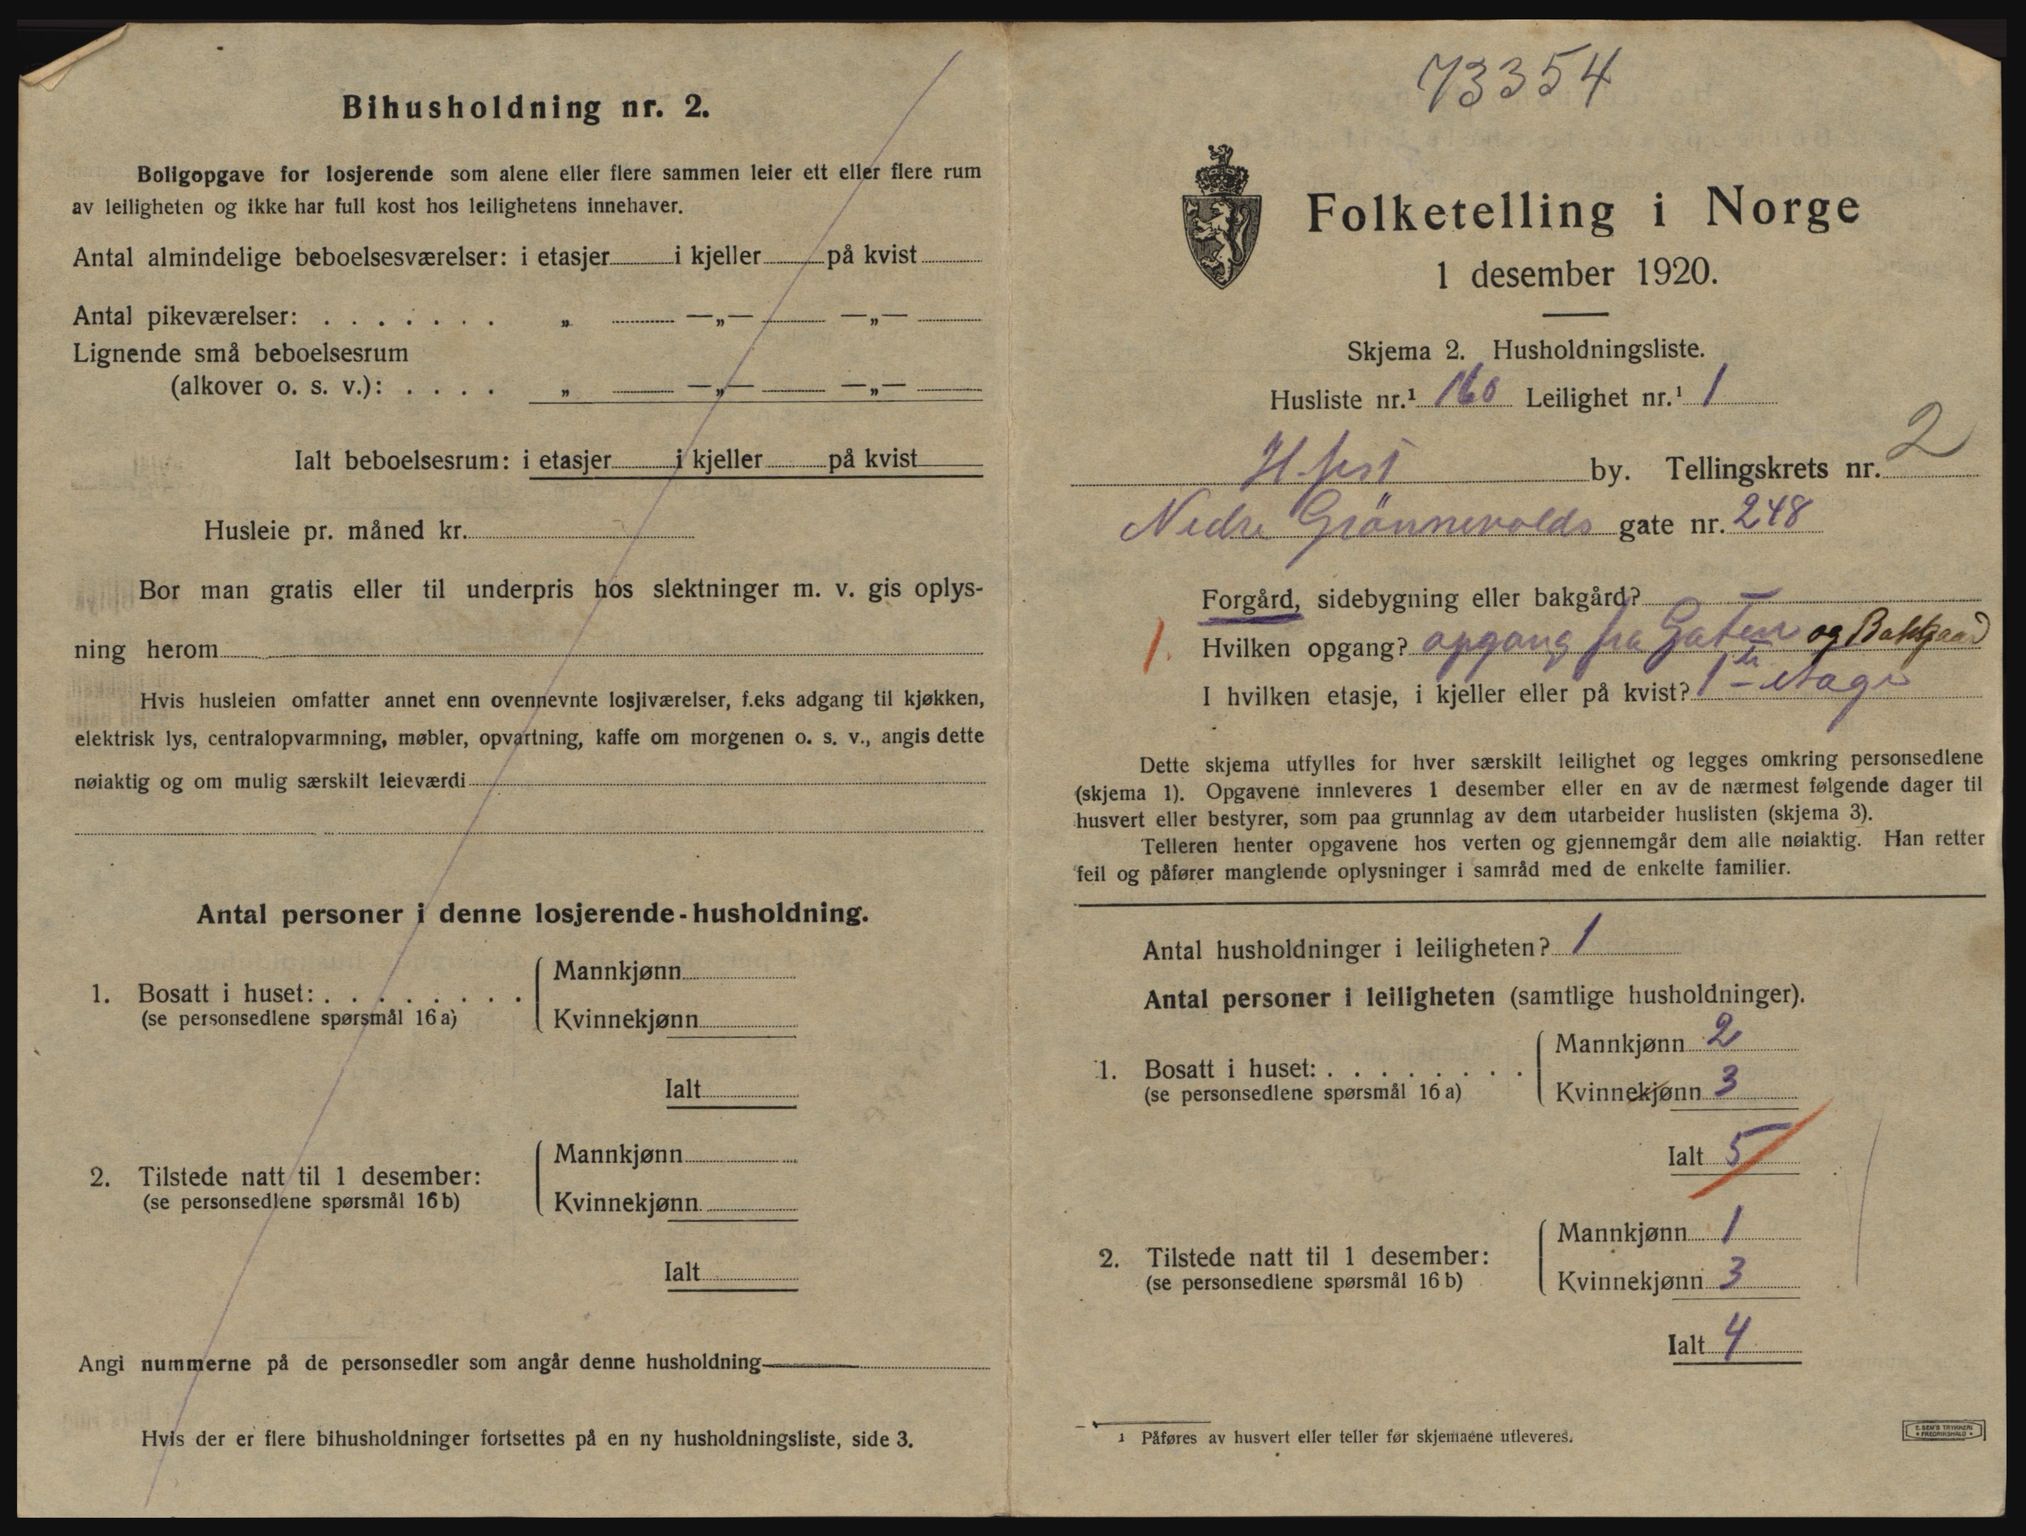 Bihusholdning nr. 2.
Boligopgave for losjerende som alene eller flere sammen leier ett eller flere rum
av leiligheten og ikke har full kost hos leilighetens innehaver.
Antal almindelige beboelsesværelser: i etasjer i kjeller på kvist
Antal pikeværelser: . . . . . . . „ —„— —„—
Lignende små beboelsesrum
(alkover o. s. v.): . . . . „ —„— —„—
Ialt beboelsesrum: i etasjer i kjeller på kvist
Husleie pr. måned kr.
Bor man gratis eller til underpris hos slektninger m. v. gis oplys-
ning herom
Hvis husleien omfatter annet enn ovennevnte losjiværelser, f.eks adgang til kjøkken,
elektrisk lys, centralopvarmning, møbler, opvartning, kaffe om morgenen o. s. v., angis dette
nøiaktig og om mulig særskilt leieværdi
Antal personer i denne losjerende-husholdning.
1. Bosatt i huset: . . . . . . . . Mannkjønn
(se personsedlene spørsmål 16 a) Kvinnekjønn
Ialt
2. Tilstede natt til 1 desember: Mannkjønn
(se personsedlene spørsmål 16 b) Kvinnekjønn
Ialt
Angi nummerne på de personsedler som angår denne husholdning
Hvis der er flere bihusholdninger fortsettes på en ny husholdningsliste, side 3.
73354
Folketelling i Norge
1 desember 1920.
Skjema 2. Husholdningsliste.
Husliste nr.¹ 160 Leilighet nr.¹ 1
by. Tellingskrets nr. 2
Nedre Grönnevolds gate nr. 248
Forgård, sidebygning eller bakgård?
1. Hvilken opgang? opgang fra Gaten og Bakgaard
I hvilken etasje, i kjeller eller på kvist? 1 - etage
Dette skjema utfylles for hver særskilt leilighet og legges omkring personsedlene
(skjema 1). Opgavene innleveres 1 desember eller en av de nærmest følgende dager til
husvert eller bestyrer, som paa grunnlag av dem utarbeider huslisten (skjema 3).
Telleren henter opgavene hos verten og gjennemgår dem alle nøiaktig. Han retter
feil og påfører manglende oplysninger i samråd med de enkelte familier.
Antal husholdninger i leiligheten? 1
Antal personer i leiligheten (samtlige husholdninger).
1. Bosatt i huset: . . . . . . . . Mannkjønn 2
(se personsedlene spørsmål 16 a) Kvinnekjønn 3
Ialt 5
2. Tilstede natt til 1 desember: Mannkjønn 1
(se personsedlene spørsmål 16 b) Kvinnekjønn 3
Ialt 4
¹ Påføres av husvert eller teller før skjemaene utleveres.
E. SEM'S TRYKKERI
FREDRIKSHALD